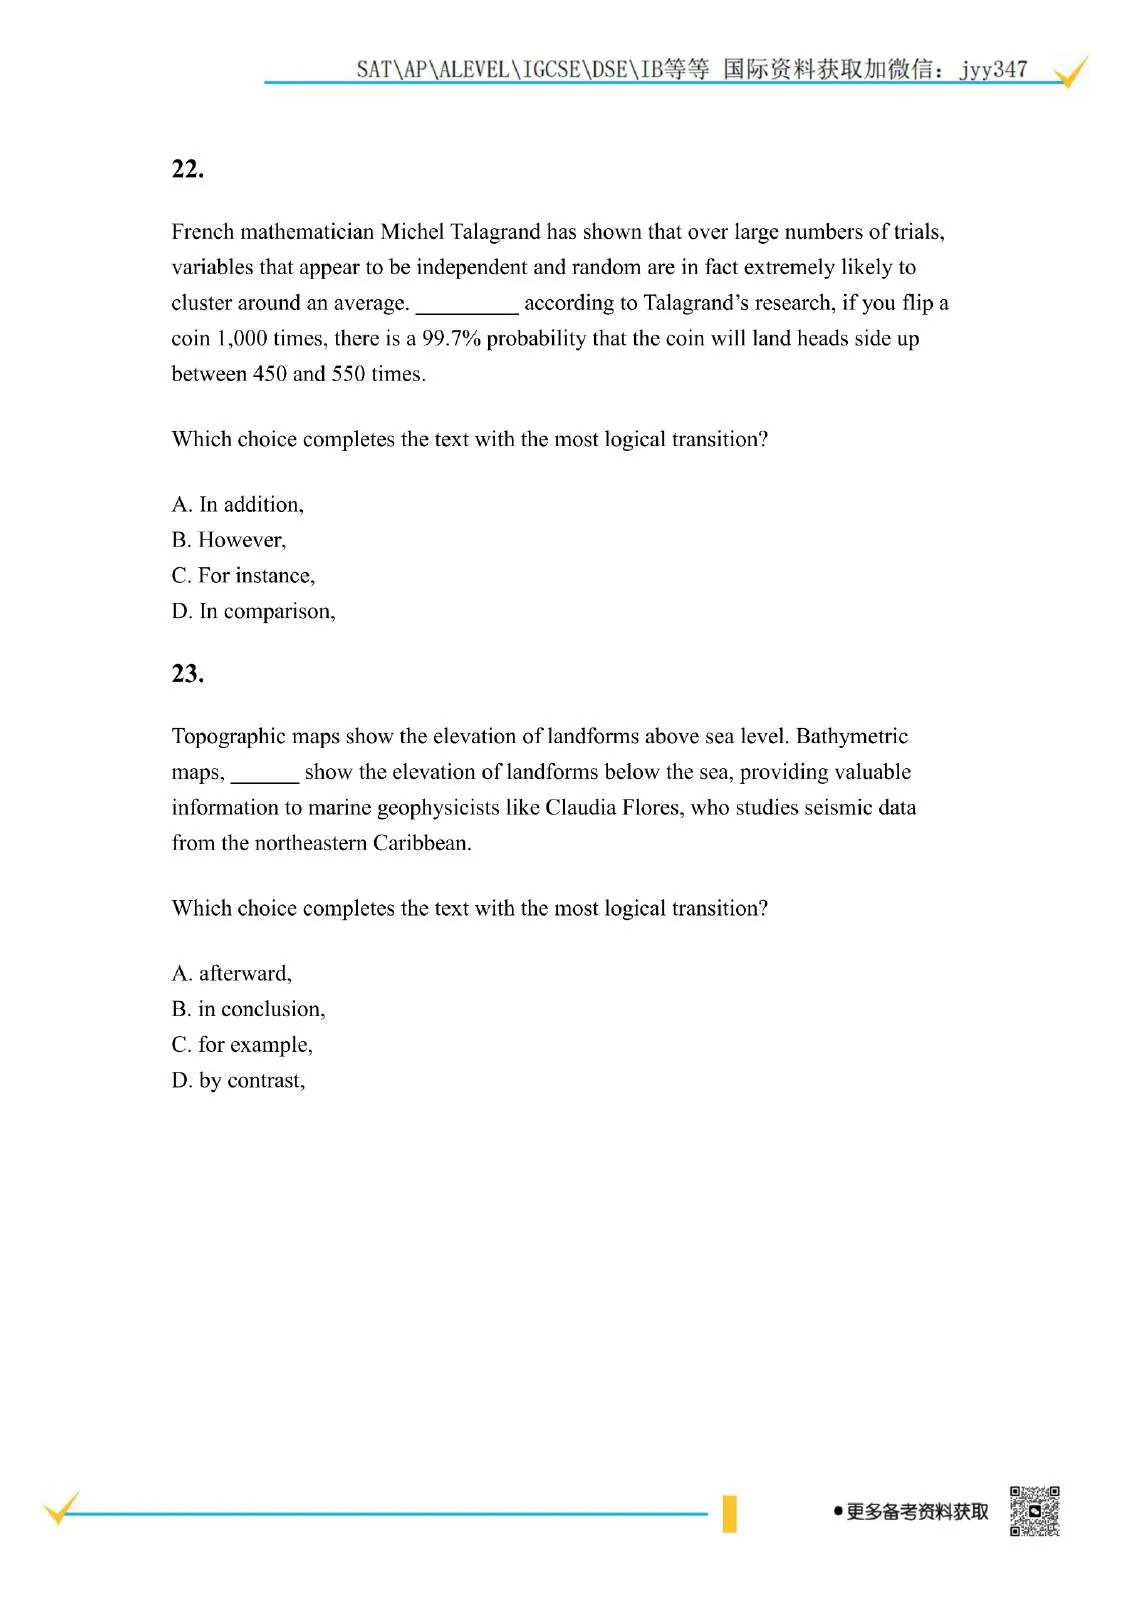 SAT\AP\ALEVEL\IGCSE\DSE\IB等等 国际资料获取加微信：jyy347
22.
French mathematician Michel Talagrand has shown that over large numbers of trials,
variables that appear to be independent and random are in fact extremely likely to
cluster around an average. _________ according to Talagrand’s research, if you flip a
coin 1,000 times, there is a 99.7% probability that the coin will land heads side up
between 450 and 550 times.
Which choice completes the text with the most logical transition?
A. In addition,
B. However,
C. For instance,
D. In comparison,
23.
Topographic maps show the elevation of landforms above sea level. Bathymetric
maps, ______ show the elevation of landforms below the sea, providing valuable
information to marine geophysicists like Claudia Flores, who studies seismic data
from the northeastern Caribbean.
Which choice completes the text with the most logical transition?
A. afterward,
B. in conclusion,
C. for example,
D. by contrast,
●更多备考资料获取